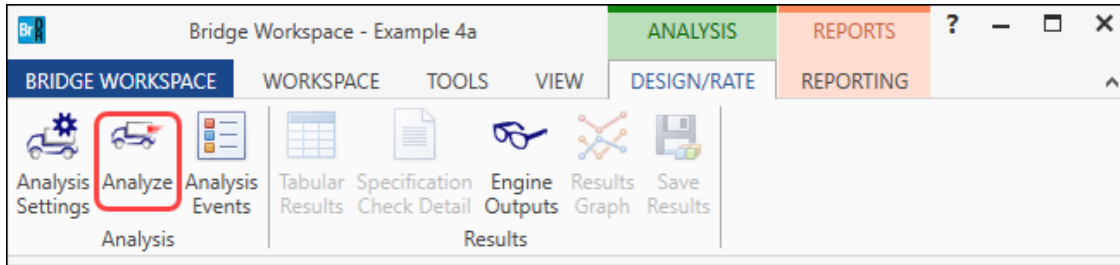 Br DR Bridge Workspace - Example 4a ANALYSIS REPORTS ?
BRIDGE WORKSPACE WORKSPACE TOOLS VIEW DESIGN/RATE REPORTING
Analysis Analyze Analysis Tabular Specification Engine Results Save
Settings Events Results Check Detail Outputs Graph Results
Analysis Results